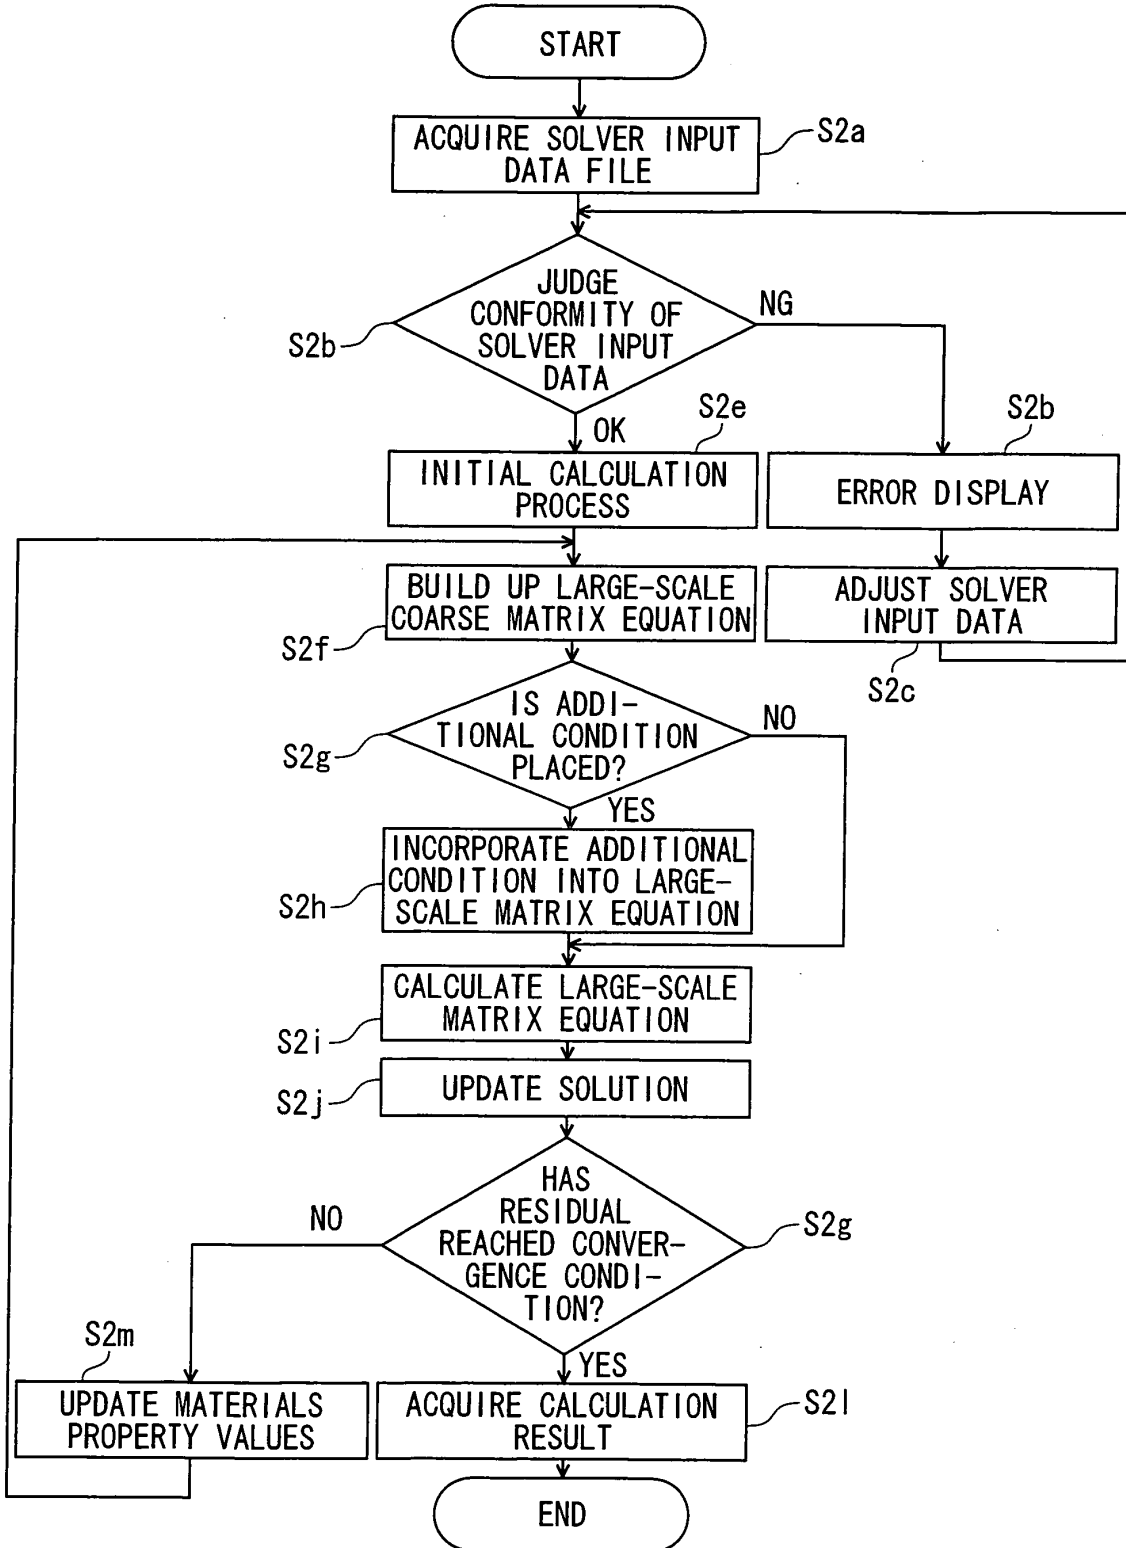 START
ACQUIRE SOLVER INPUT
DATA FILE
S2a
JUDGE
CONFORMITY OF
SOLVER INPUT
DATA
S2b
NG
OK
S2e
S2b
INITIAL CALCULATION
PROCESS
ERROR DISPLAY
BUILD UP LARGE-SCALE
COARSE MATRIX EQUATION
S2f
ADJUST SOLVER
INPUT DATA
S2c
IS ADDI-
TIONAL CONDITION
PLACED?
S2g
NO
YES
INCORPORATE ADDITIONAL
CONDITION INTO LARGE-
SCALE MATRIX EQUATION
S2h
CALCULATE LARGE-SCALE
MATRIX EQUATION
S2i
UPDATE SOLUTION
S2j
HAS
RESIDUAL
REACHED CONVER-
GENCE CONDI-
TION?
NO
S2g
YES
S2m
UPDATE MATERIALS
PROPERTY VALUES
ACQUIRE CALCULATION
RESULT
S2l
END